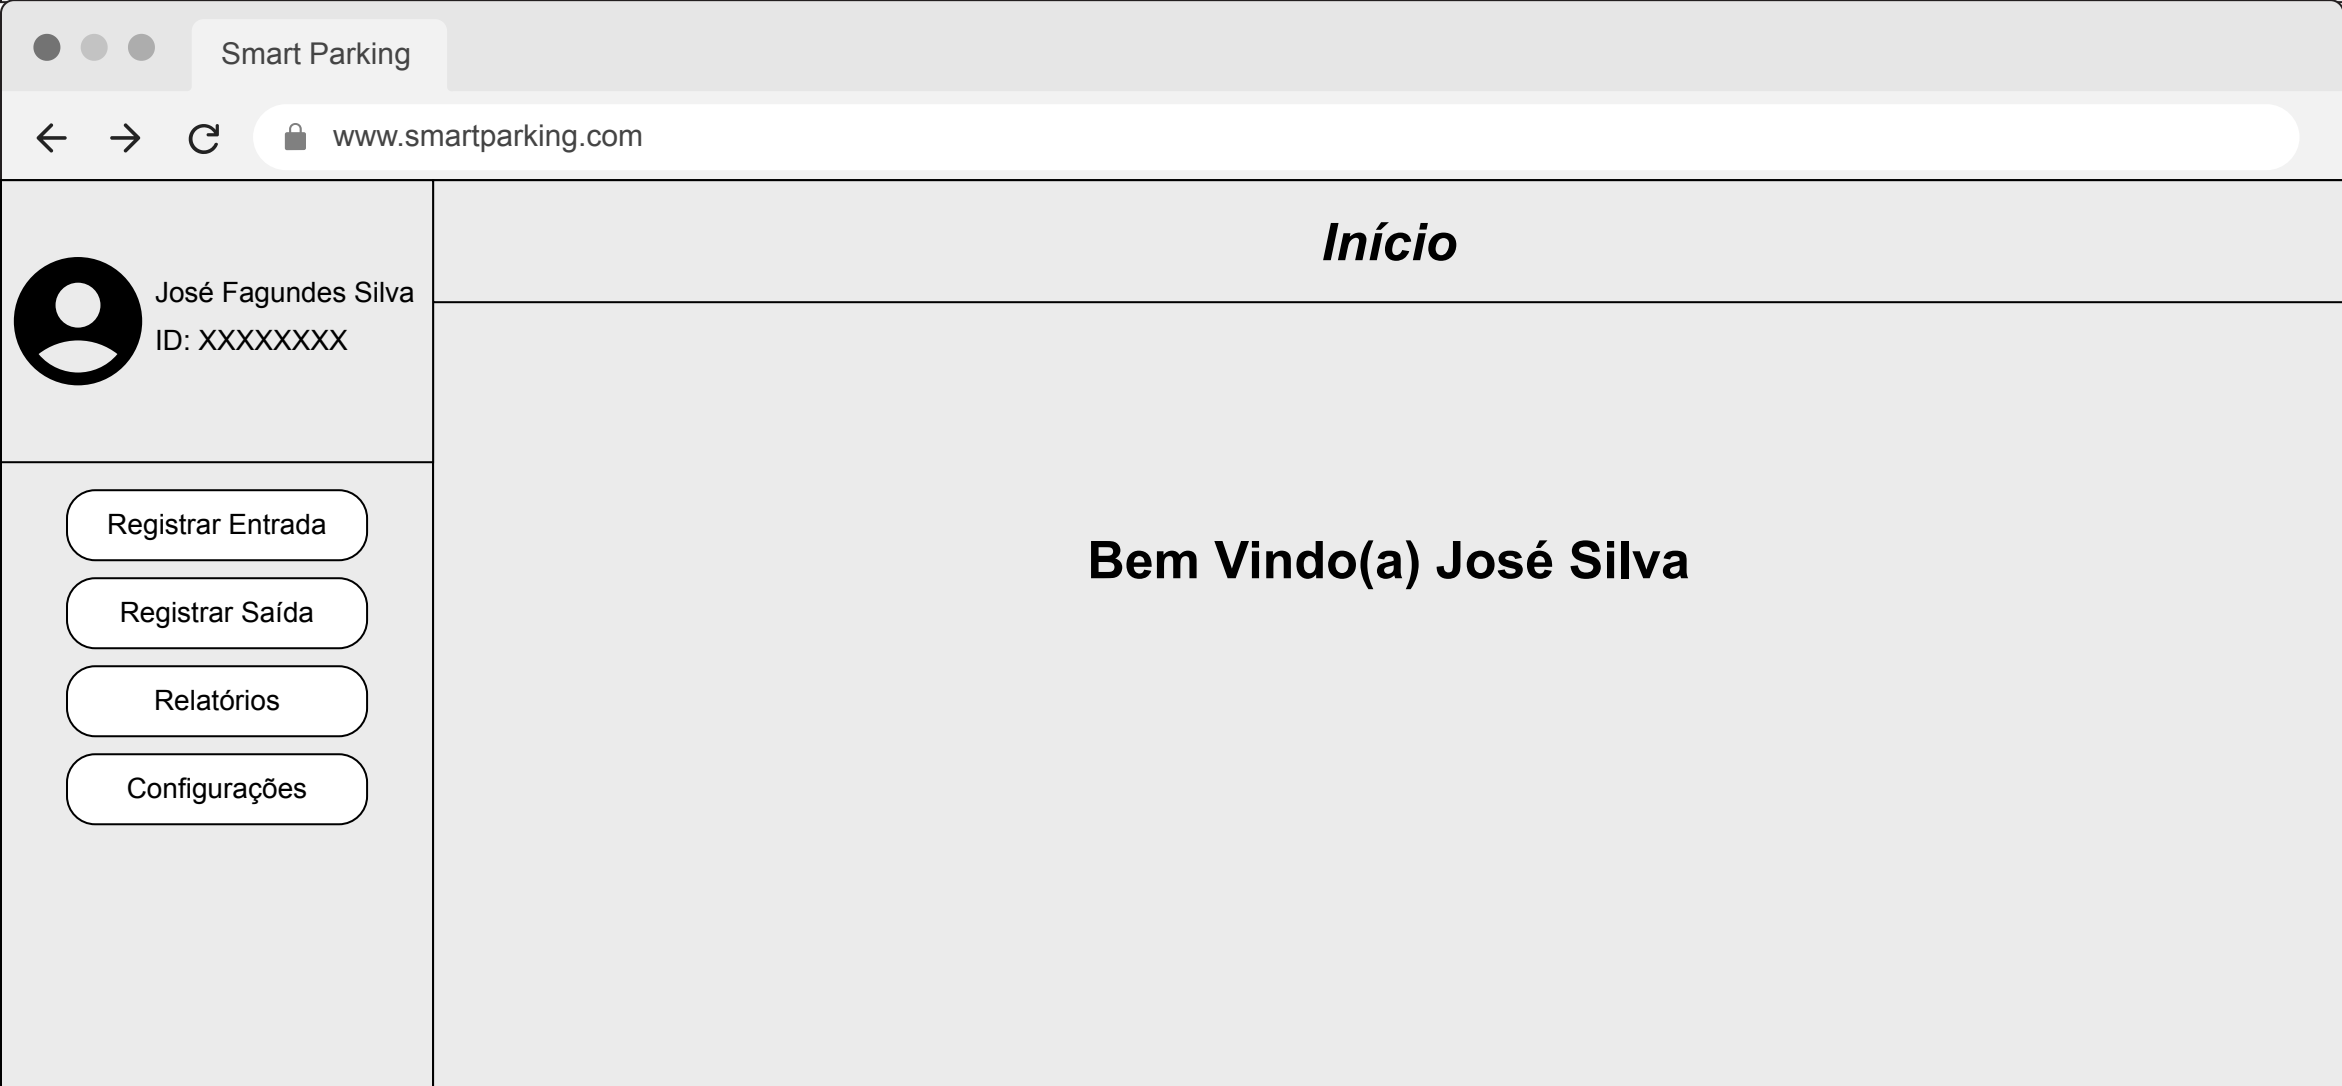 Smart Parking
www.smartparking.com
José Fagundes Silva
ID: XXXXXXXX
Registrar Entrada
Registrar Saída
Relatórios
Configurações
Início
Bem Vindo(a) José Silva